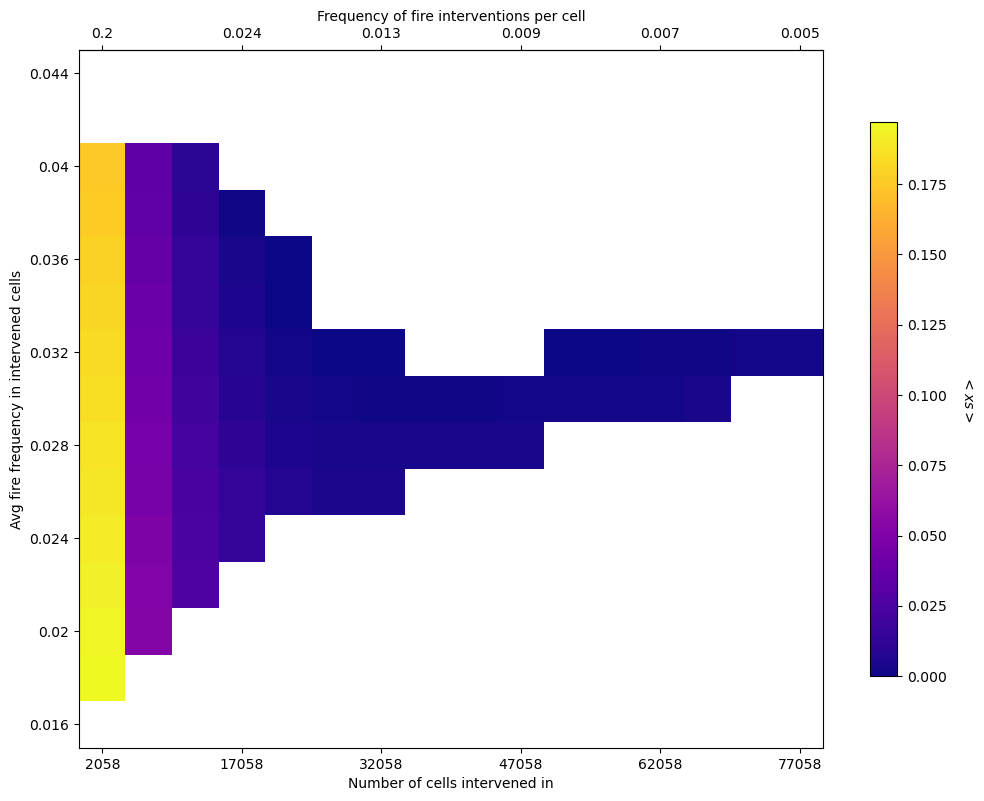 Frequency of fire interventions per cell
0.2 0.024 0.013 0.009 0.007 0.005
Avg fire frequency in intervened cells
0.044
0.04
0.036
0.032
0.028
0.024
0.02
0.016
2058 17058 32058 47058 62058 77058
Number of cells intervened in
0.175
0.150
0.125
0.100
0.075
0.050
0.025
0.000
< sx >